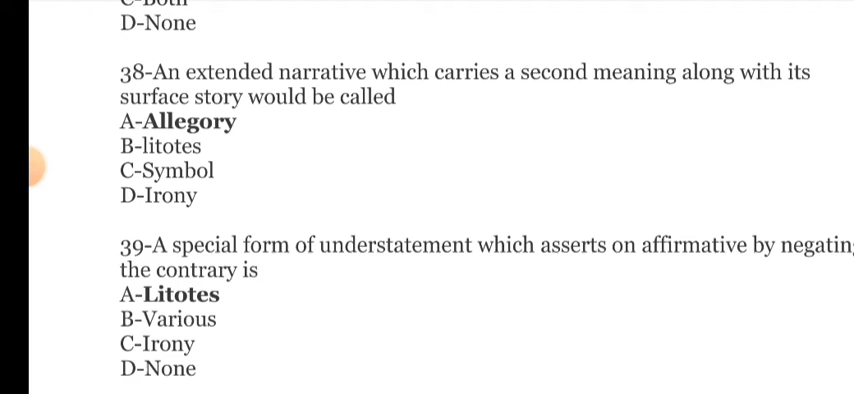 D-None
38-An extended narrative which carries a second meaning along with its
surface story would be called
A-Allegory
B-litotes
C-Symbol
D-Irony
39-A special form of understatement which asserts on affirmative by negatin
the contrary is
A-Litotes
B-Various
C-Irony
D-None